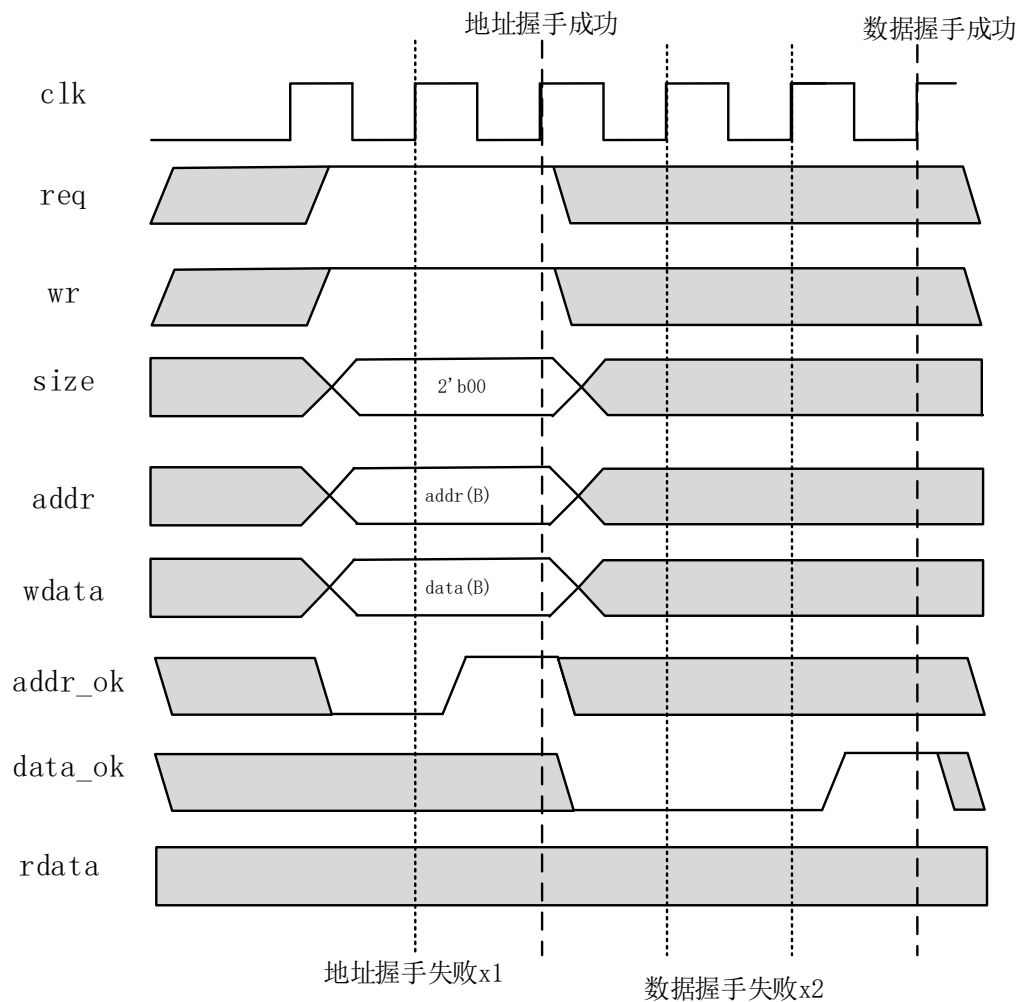 地址握手成功
数据握手成功
clk
req
wr
size
2'b00
addr
addr(B)
wdata
data(B)
addr_ok
data_ok
rdata
地址握手失败x1
数据握手失败x2